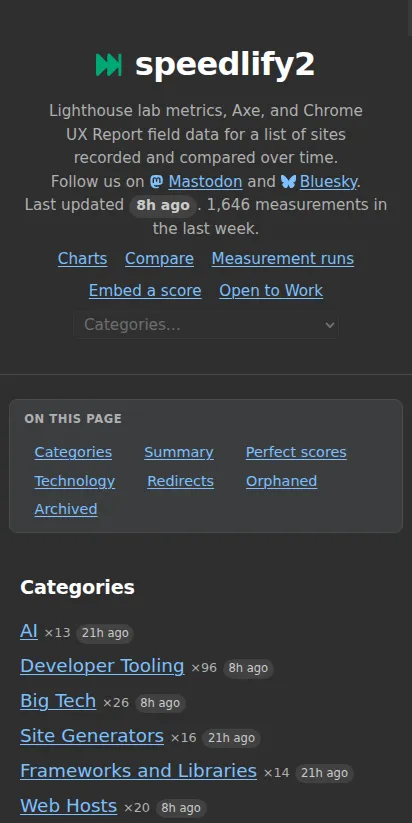 speedlify2
Lighthouse lab metrics, Axe, and Chrome
UX Report field data for a list of sites
recorded and compared over time.
Follow us on Mastodon and Bluesky.
Last updated 8h ago . 1,646 measurements in
the last week.
Charts Compare Measurement runs
Embed a score Open to Work
Categories...
ON THIS PAGE
Categories Summary Perfect scores
Technology Redirects Orphaned
Archived
Categories
AI ×13 21h ago
Developer Tooling ×96 8h ago
Big Tech ×26 8h ago
Site Generators ×16 21h ago
Frameworks and Libraries ×14 21h ago
Web Hosts ×20 8h ago